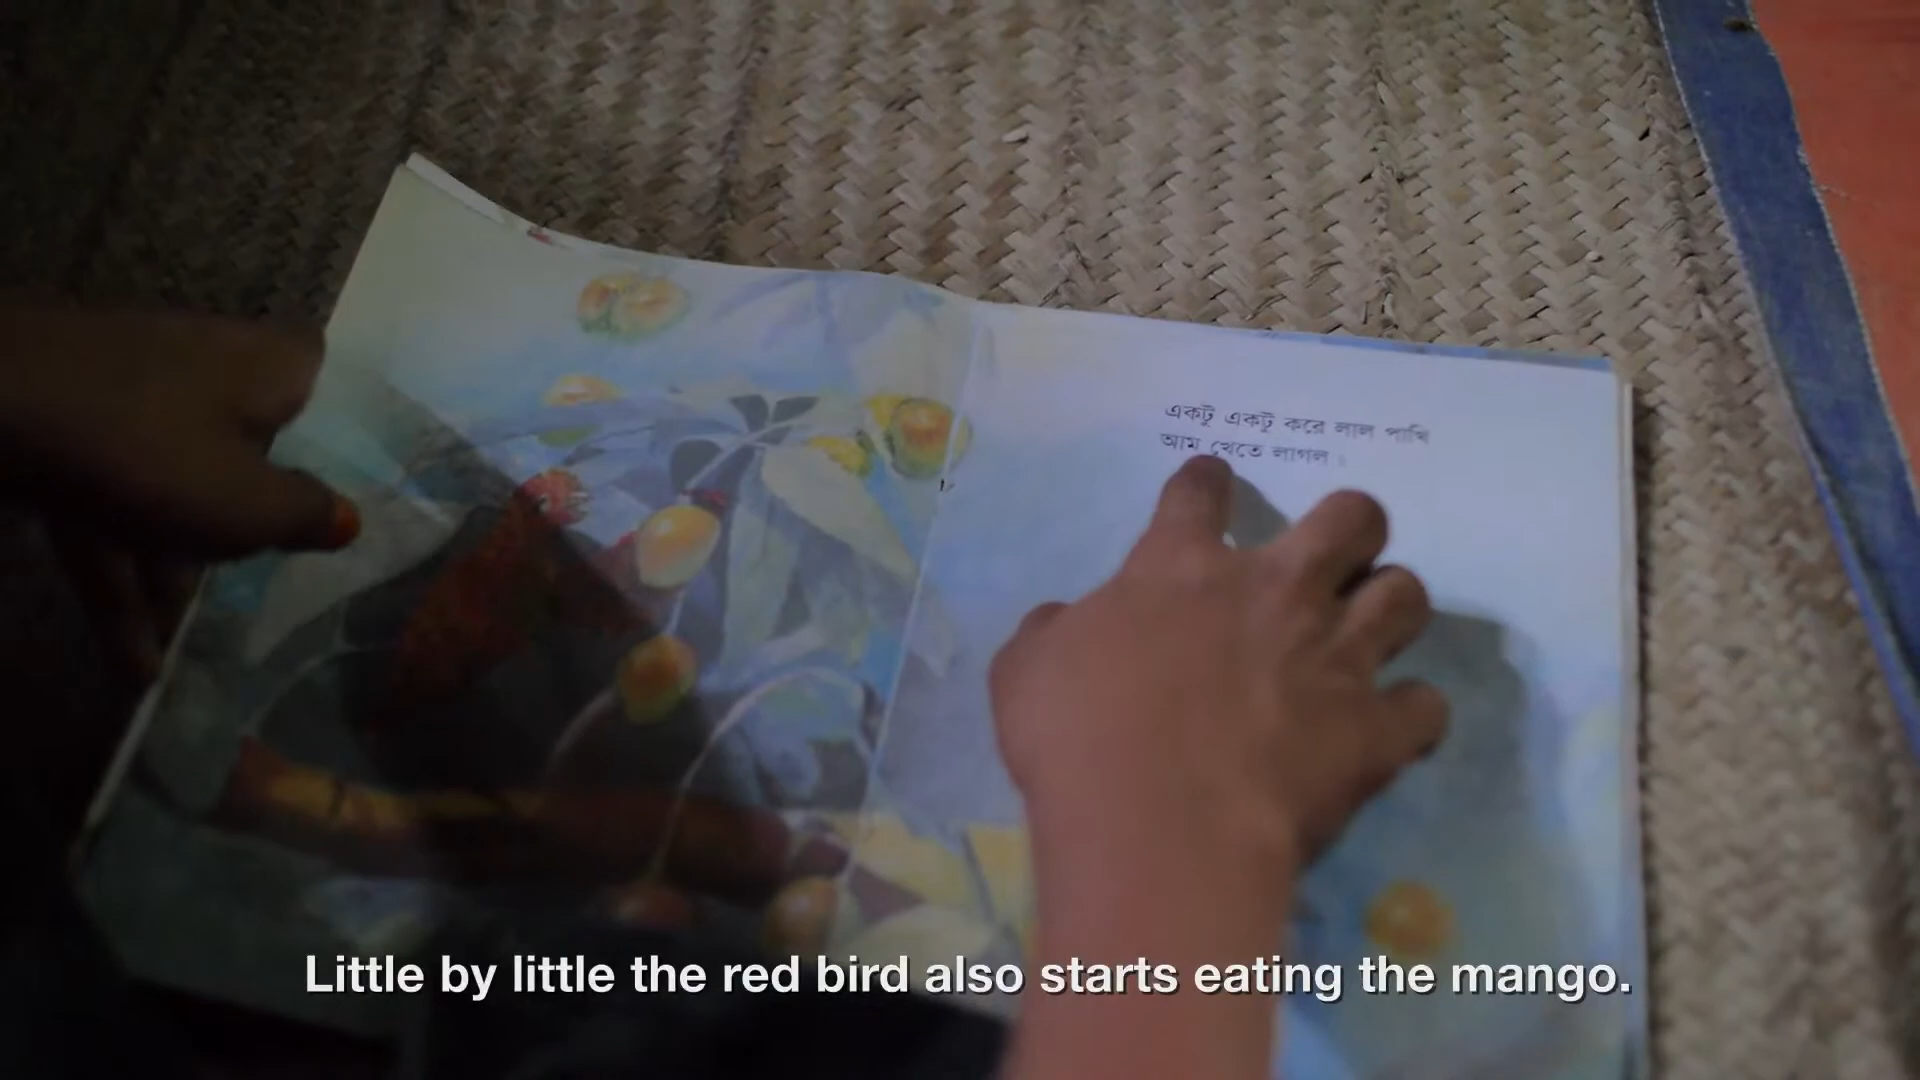 একটু একটু করে লাল পাখি
আম খেতে লাগল।
Little by little the red bird also starts eating the mango.